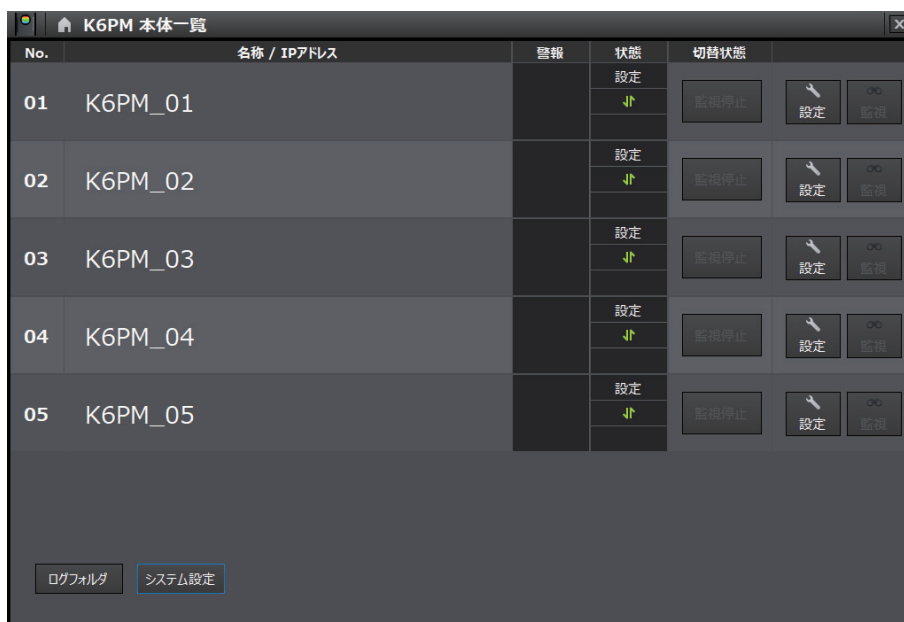 K6PM 本体一覧
No. 名称 / IPアドレス 警報 状態 切替状態
設定
01 K6PM_01 監視停止 設定 監視
設定
02 K6PM_02 監視停止 設定 監視
設定
03 K6PM_03 監視停止 設定 監視
設定
04 K6PM_04 監視停止 設定 監視
設定
05 K6PM_05 監視停止 設定 監視
ログフォルダ システム設定